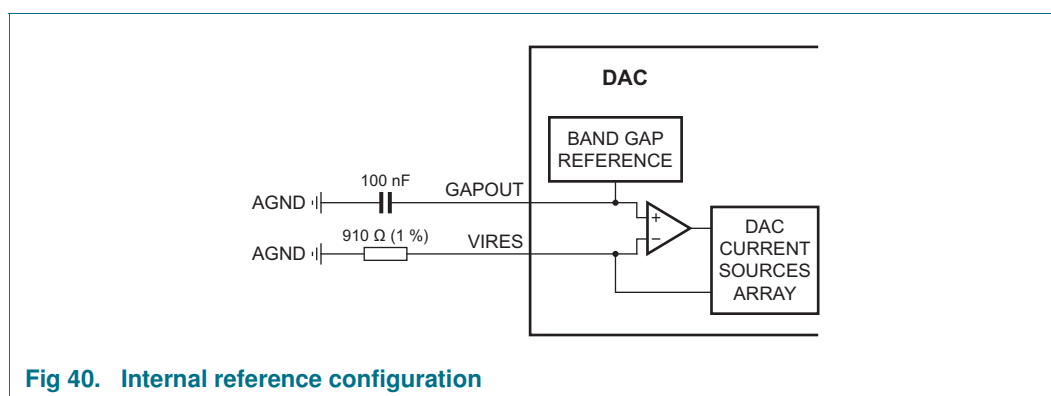 DAC
BAND GAP
REFERENCE
100 nF
GAPOUT
AGND
+
910 Ω (1 %)
VIRES
AGND
−
DAC
CURRENT
SOURCES
ARRAY
Fig 40. Internal reference configuration